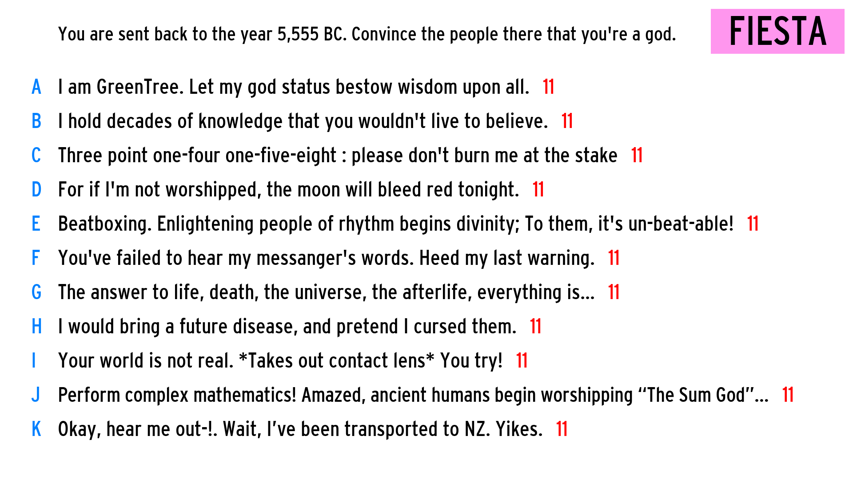 You are sent back to the year 5,555 BC. Convince the people there that you're a god.
FIESTA
A I am GreenTree. Let my god status bestow wisdom upon all. 11
B I hold decades of knowledge that you wouldn't live to believe. 11
C Three point one-four one-five-eight : please don't burn me at the stake 11
D For if I'm not worshipped, the moon will bleed red tonight. 11
E Beatboxing. Enlightening people of rhythm begins divinity; To them, it's un-beat-able! 11
F You've failed to hear my messanger's words. Heed my last warning. 11
G The answer to life, death, the universe, the afterlife, everything is... 11
H I would bring a future disease, and pretend I cursed them. 11
I Your world is not real. *Takes out contact lens* You try! 11
J Perform complex mathematics! Amazed, ancient humans begin worshipping “The Sum God”... 11
K Okay, hear me out-!. Wait, I’ve been transported to NZ. Yikes. 11